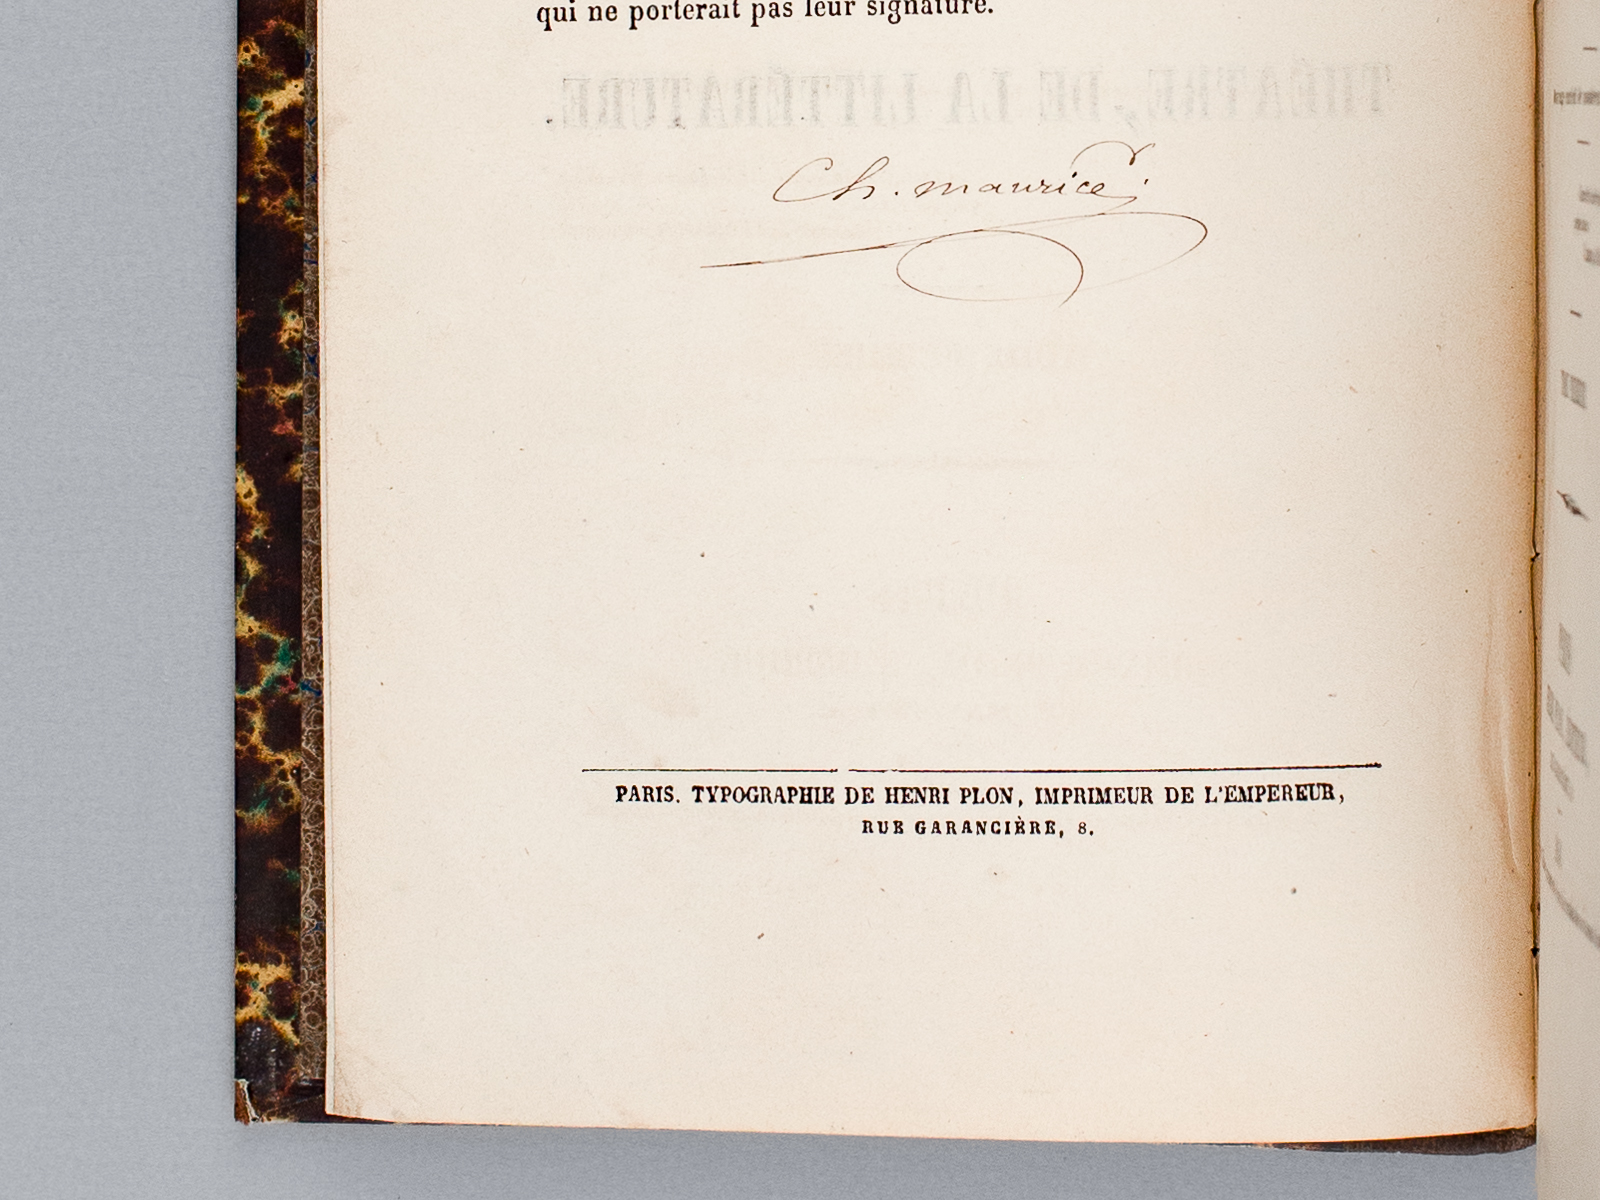 qui ne porterait pas leur signature.
THÉATRE, DE LA LITTÉRATURE.
Ch. maurice
PARIS. TYPOGRAPHIE DE HENRI PLON, IMPRIMEUR DE L'EMPEREUR,
RUE GARANCIÈRE, 8.